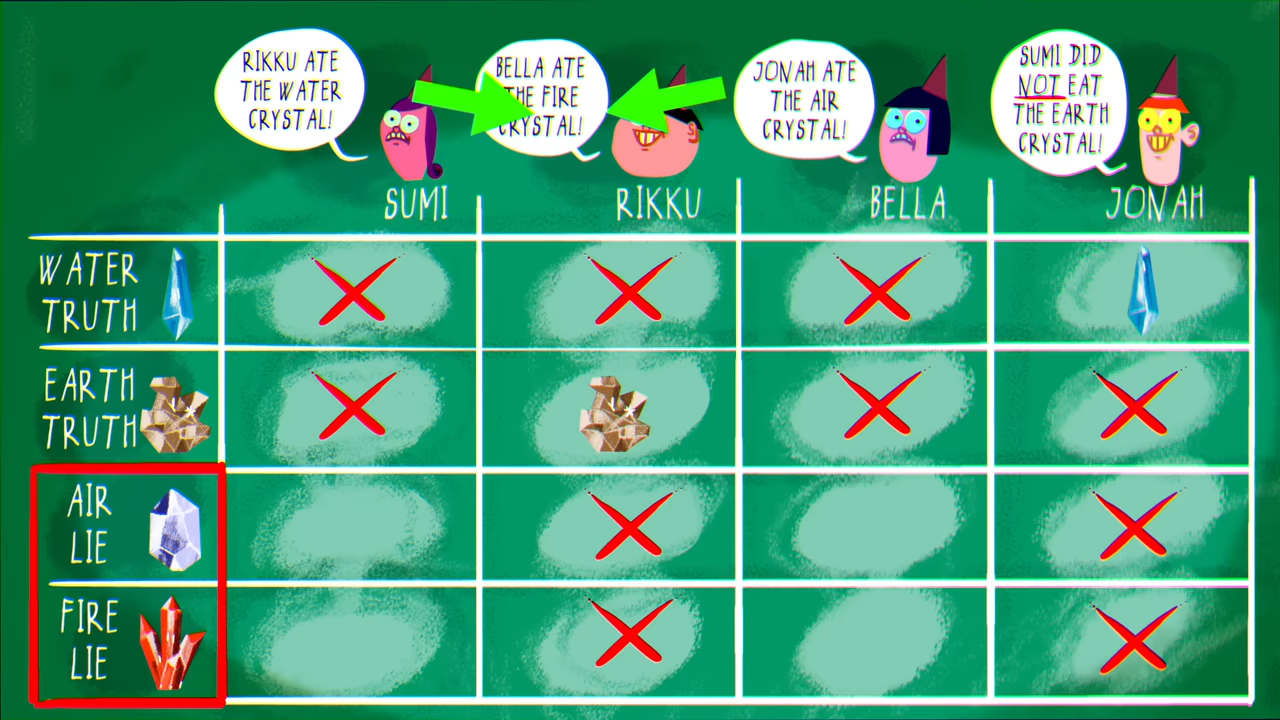 RIKKU ATE
THE WATER
CRYSTAL!
BELLA ATE
THE FIRE
CRYSTAL!
JONAH ATE
THE AIR
CRYSTAL!
SUMI DID
NOT EAT
THE EARTH
CRYSTAL!
SUMI
RIKKU
BELLA
JONAH
WATER
TRUTH
EARTH
TRUTH
AIR
LIE
FIRE
LIE